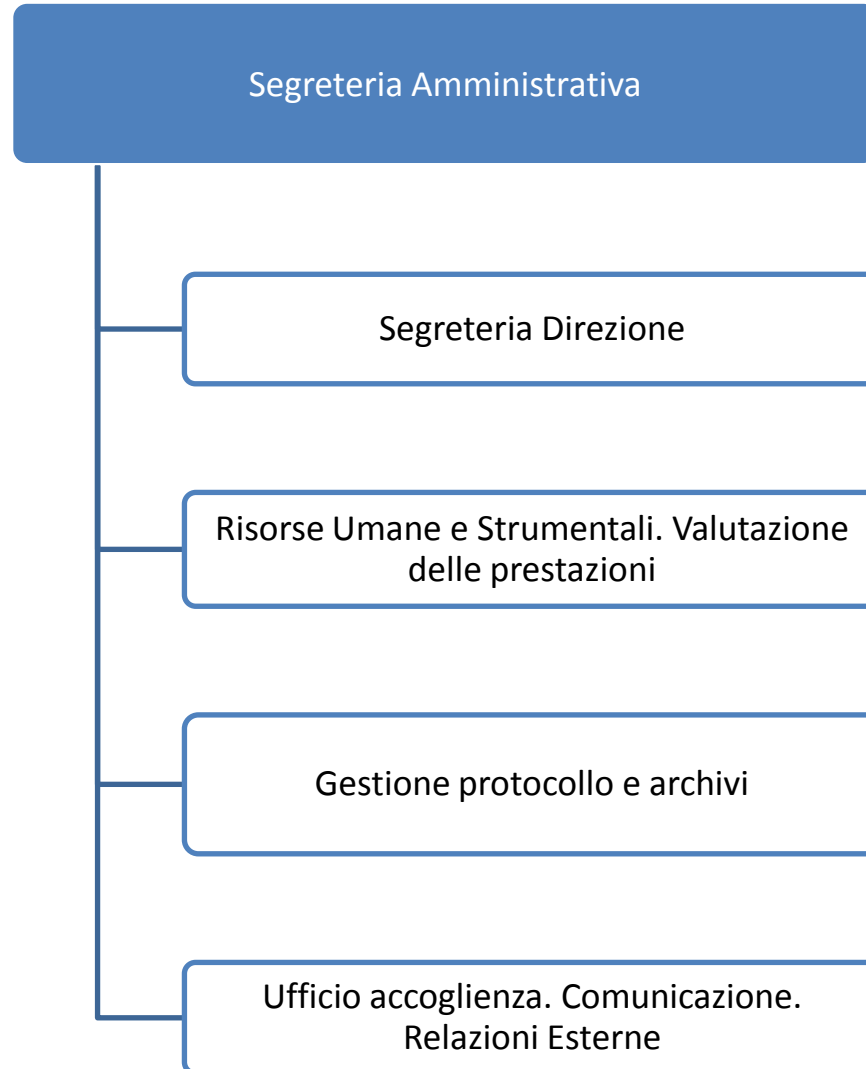 Segreteria Amministrativa
Segreteria Direzione
Risorse Umane e Strumentali. Valutazione
delle prestazioni
Gestione protocollo e archivi
Ufficio accoglienza. Comunicazione.
Relazioni Esterne